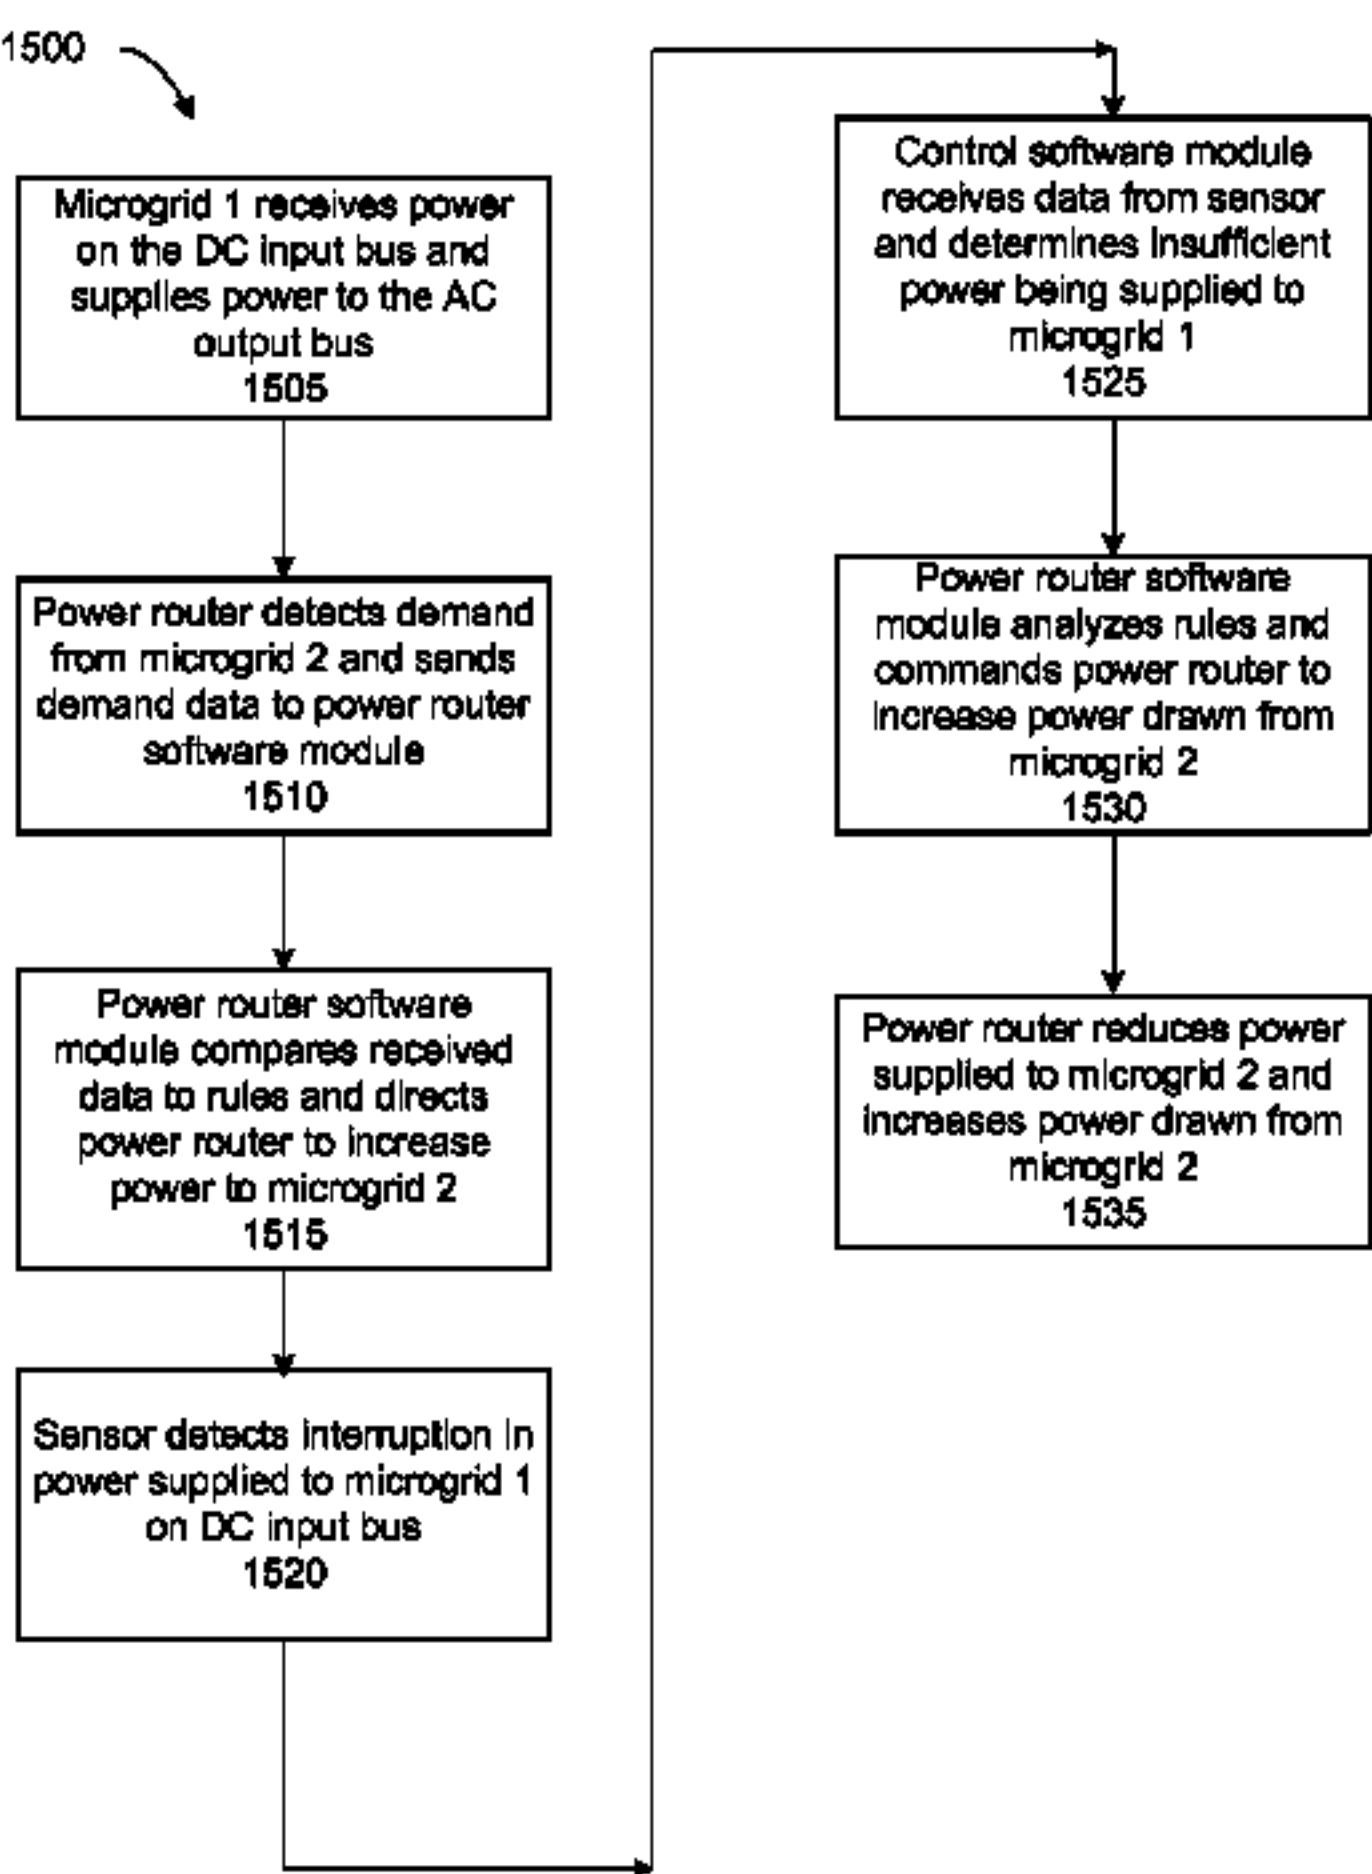 1500
Microgrid 1 receives power
on the DC input bus and
supplies power to the AC
output bus
1505
Power router detects demand
from microgrid 2 and sends
demand data to power router
software module
1510
Power router software
module compares received
data to rules and directs
power router to increase
power to microgrid 2
1515
Sensor detects interruption in
power supplied to microgrid 1
on DC input bus
1520
Control software module
receives data from sensor
and determines insufficient
power being supplied to
microgrid 1
1525
Power router software
module analyzes rules and
commands power router to
increase power drawn from
microgrid 2
1530
Power router reduces power
supplied to microgrid 2 and
increases power drawn from
microgrid 2
1535